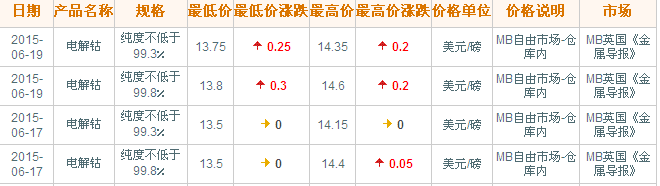 日期 产品名称 规格 最低价 最低价涨跌 最高价 最高价涨跌 价格单位 价格说明 市场
2015-06-19 电解钴 纯度不低于99.3% 13.75 0.25 14.35 0.2 美元/磅 MB自由市场-仓库内 MB英国《金属导报》
2015-06-19 电解钴 纯度不低于99.8% 13.8 0.3 14.6 0.2 美元/磅 MB自由市场-仓库内 MB英国《金属导报》
2015-06-17 电解钴 纯度不低于99.3% 13.5 0 14.15 0 美元/磅 MB自由市场-仓库内 MB英国《金属导报》
2015-06-17 电解钴 纯度不低于99.8% 13.5 0 14.4 0.05 美元/磅 MB自由市场-仓库内 MB英国《金属导报》